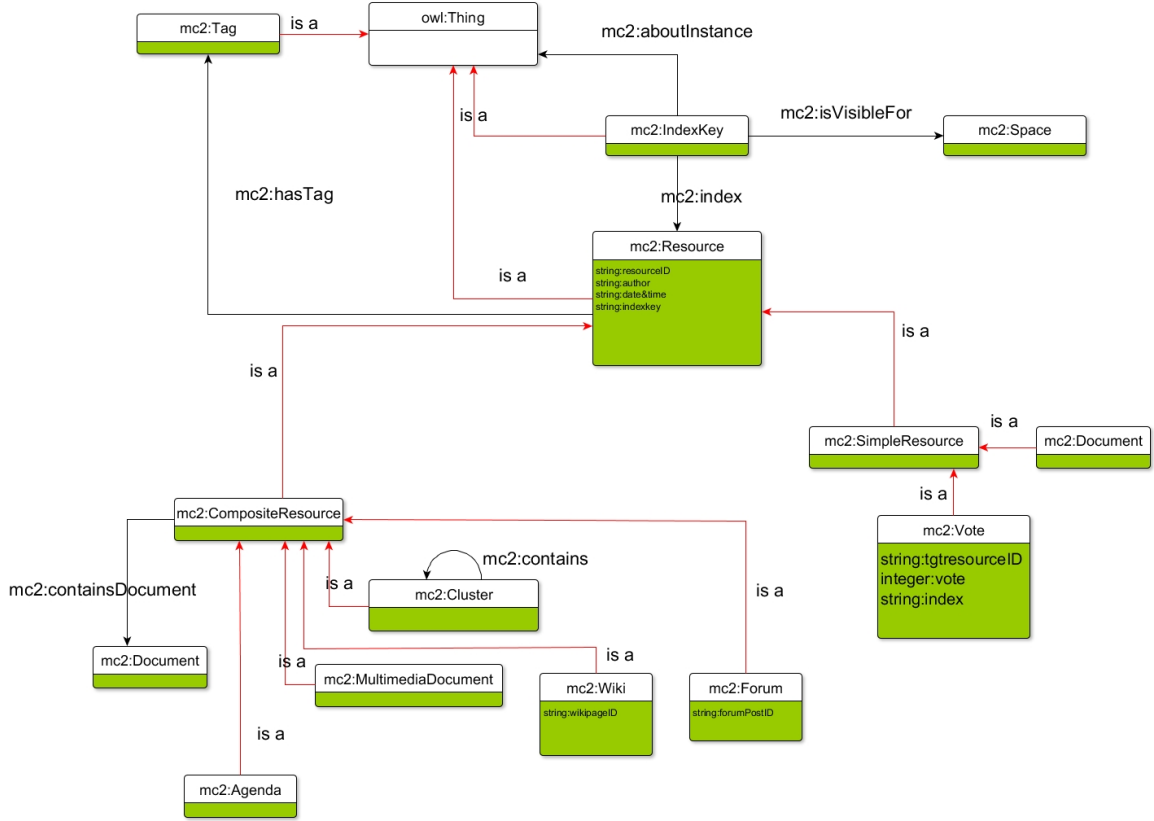 mc2:Tag
is a
owl:Thing
mc2:aboutInstance
is a
mc2:IndexKey
mc2:isVisibleFor
mc2:Space
mc2:hasTag
mc2:index
mc2:Resource
string:resourceID
string:author
string:date&time
string:indexkey
is a
is a
is a
mc2:SimpleResource
is a
mc2:Document
is a
mc2:Vote
string:tgtresourceID
integer:vote
string:index
mc2:CompositeResource
mc2:contains
is a
mc2:Cluster
mc2:containsDocument
is a
mc2:Document
is a
mc2:MultimediaDocument
is a
mc2:Wiki
string:wikipageID
mc2:Forum
string:forumPostID
is a
mc2:Agenda